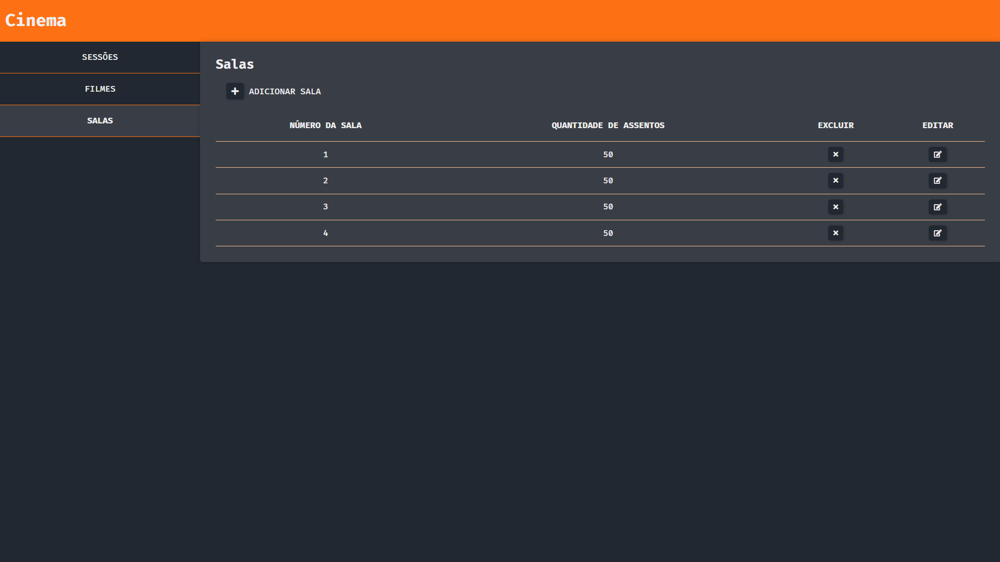 Cinema
SESSÕES
FILMES
SALAS
Salas
ADICIONAR SALA
NÚMERO DA SALA QUANTIDADE DE ASSENTOS EXCLUIR EDITAR
1 50
2 50
3 50
4 50